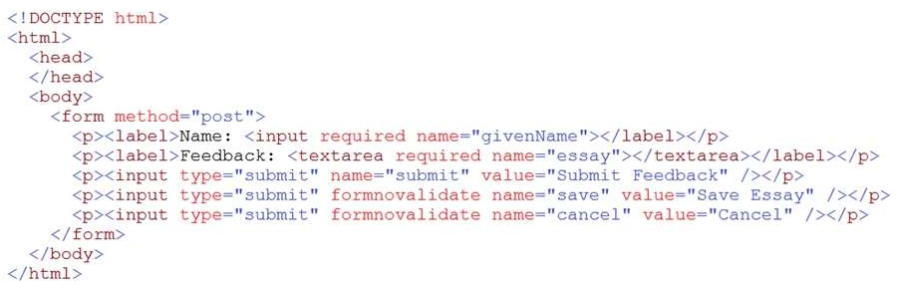 <!DOCTYPE html>
<html>
<head>
</head>
<body>
<form method="post">
<p><label>Name: <input required name="givenName"></label></p>
<p><label>Feedback: <textarea required name="essay"></textarea></label></p>
<p><input type="submit" name="submit" value="Submit Feedback" /></p>
<p><input type="submit" formnovalidate name="save" value="Save Essay" /></p>
<p><input type="submit" formnovalidate name="cancel" value="Cancel" /></p>
</form>
</body>
</html>